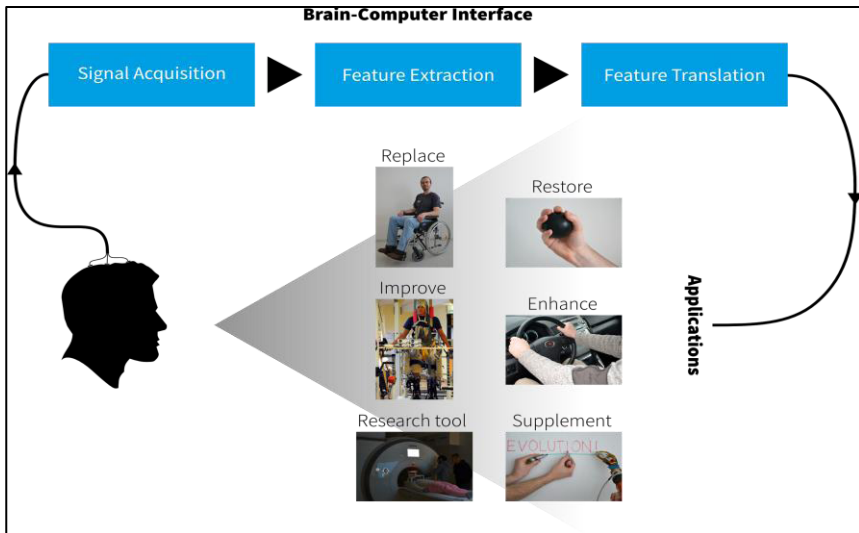 Brain-Computer Interface
Signal Acquisition
Feature Extraction
Feature Translation
Replace
Restore
Improve
Enhance
Applications
Research tool
Supplement
EVOLUTION!